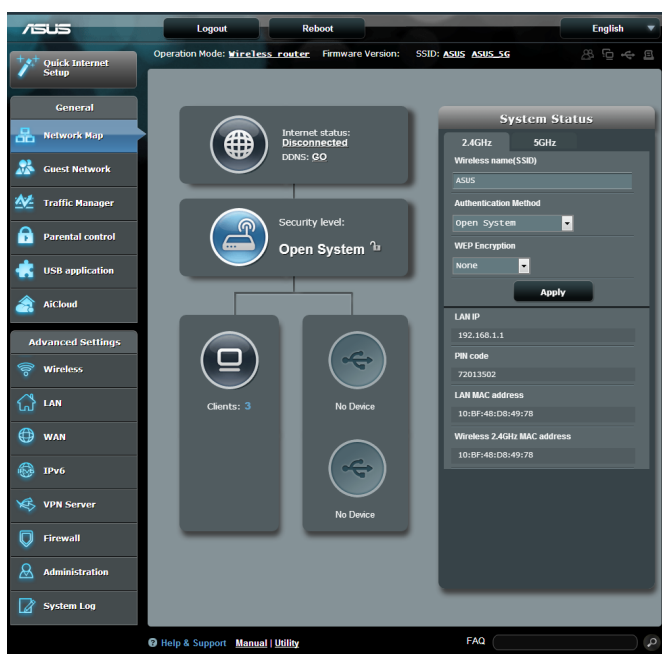 ASUS
Logout Reboot English
Operation Mode: Wireless router Firmware Version: SSID: ASUS ASUS_5G
Quick Internet
Setup
General
Network Map
Guest Network
Traffic Manager
Parental control
USB application
AiCloud
Advanced Settings
Wireless
LAN
WAN
IPv6
VPN Server
Firewall
Administration
System Log
Internet status:
Disconnected
DDNS: GO
Security level:
Open System
Clients: 3
No Device
No Device
System Status
2.4GHz 5GHz
Wireless name(SSID)
ASUS
Authentication Method
Open System
WEP Encryption
None
Apply
LAN IP
192.168.1.1
PIN code
72013502
LAN MAC address
10:BF:48:D8:49:78
Wireless 2.4GHz MAC address
10:BF:48:D8:49:78
Help & Support Manual | Utility FAQ